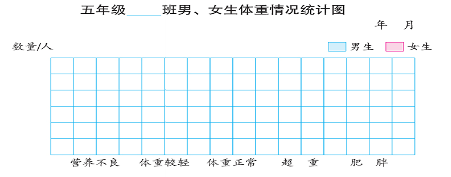 五年级____班男、女生体重情况统计图
年 月
数量/人 男生 女生
营养不良 体重较轻 体重正常 超 重 肥 胖